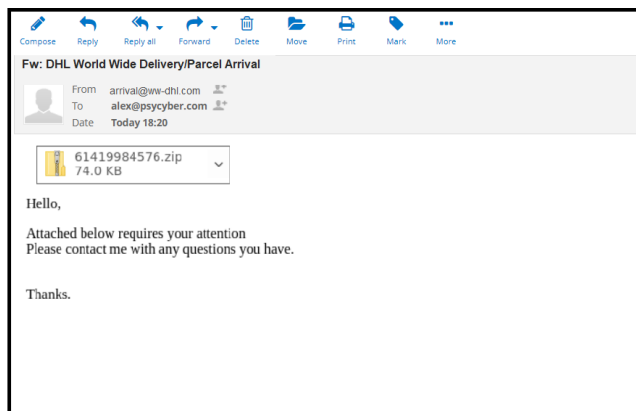 Compose Reply Reply all Forward Delete Move Print Mark More
Fw: DHL World Wide Delivery/Parcel Arrival
From arrival@ww-dhl.com
To alex@psycyber.com
Date Today 18:20
61419984576.zip
74.0 KB
Hello,
Attached below requires your attention
Please contact me with any questions you have.
Thanks.